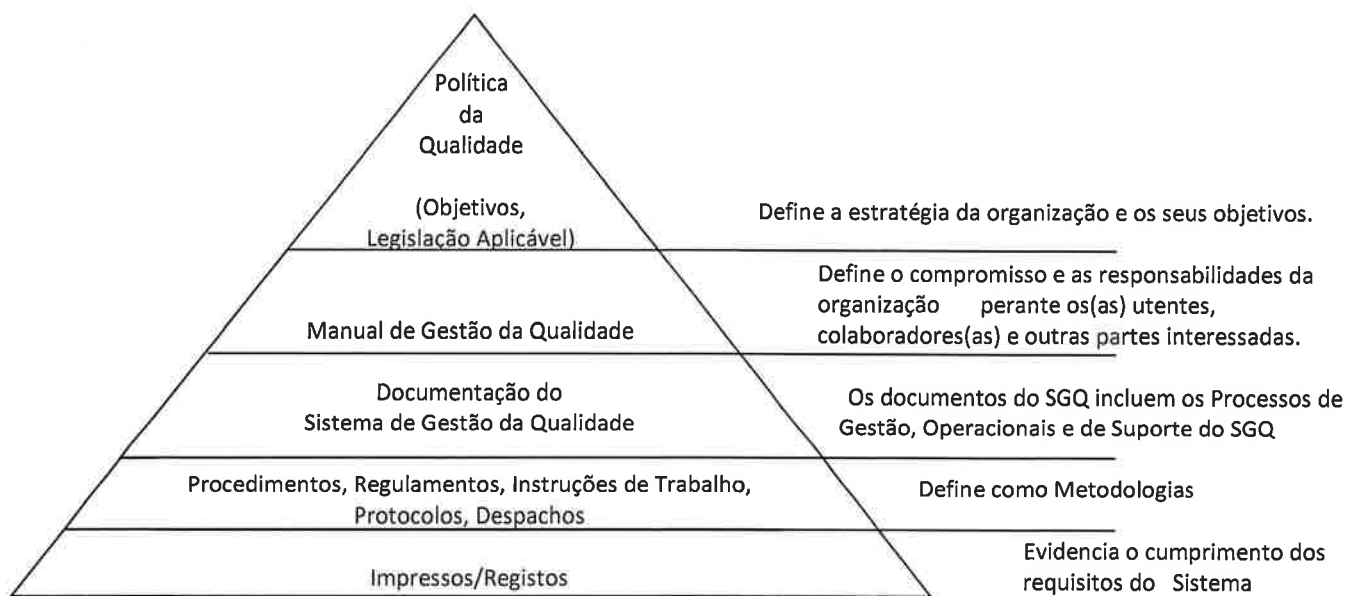 Política
da
Qualidade
(Objetivos,
Legislação Aplicável)
Define a estratégia da organização e os seus objetivos.
Manual de Gestão da Qualidade
Define o compromisso e as responsabilidades da
organização perante os(as) utentes,
colaboradores(as) e outras partes interessadas.
Documentação do
Sistema de Gestão da Qualidade
Os documentos do SGQ incluem os Processos de
Gestão, Operacionais e de Suporte do SGQ
Procedimentos, Regulamentos, Instruções de Trabalho,
Protocolos, Despachos
Define como Metodologias
Impressos/Registos
Evidencia o cumprimento dos
requisitos do Sistema